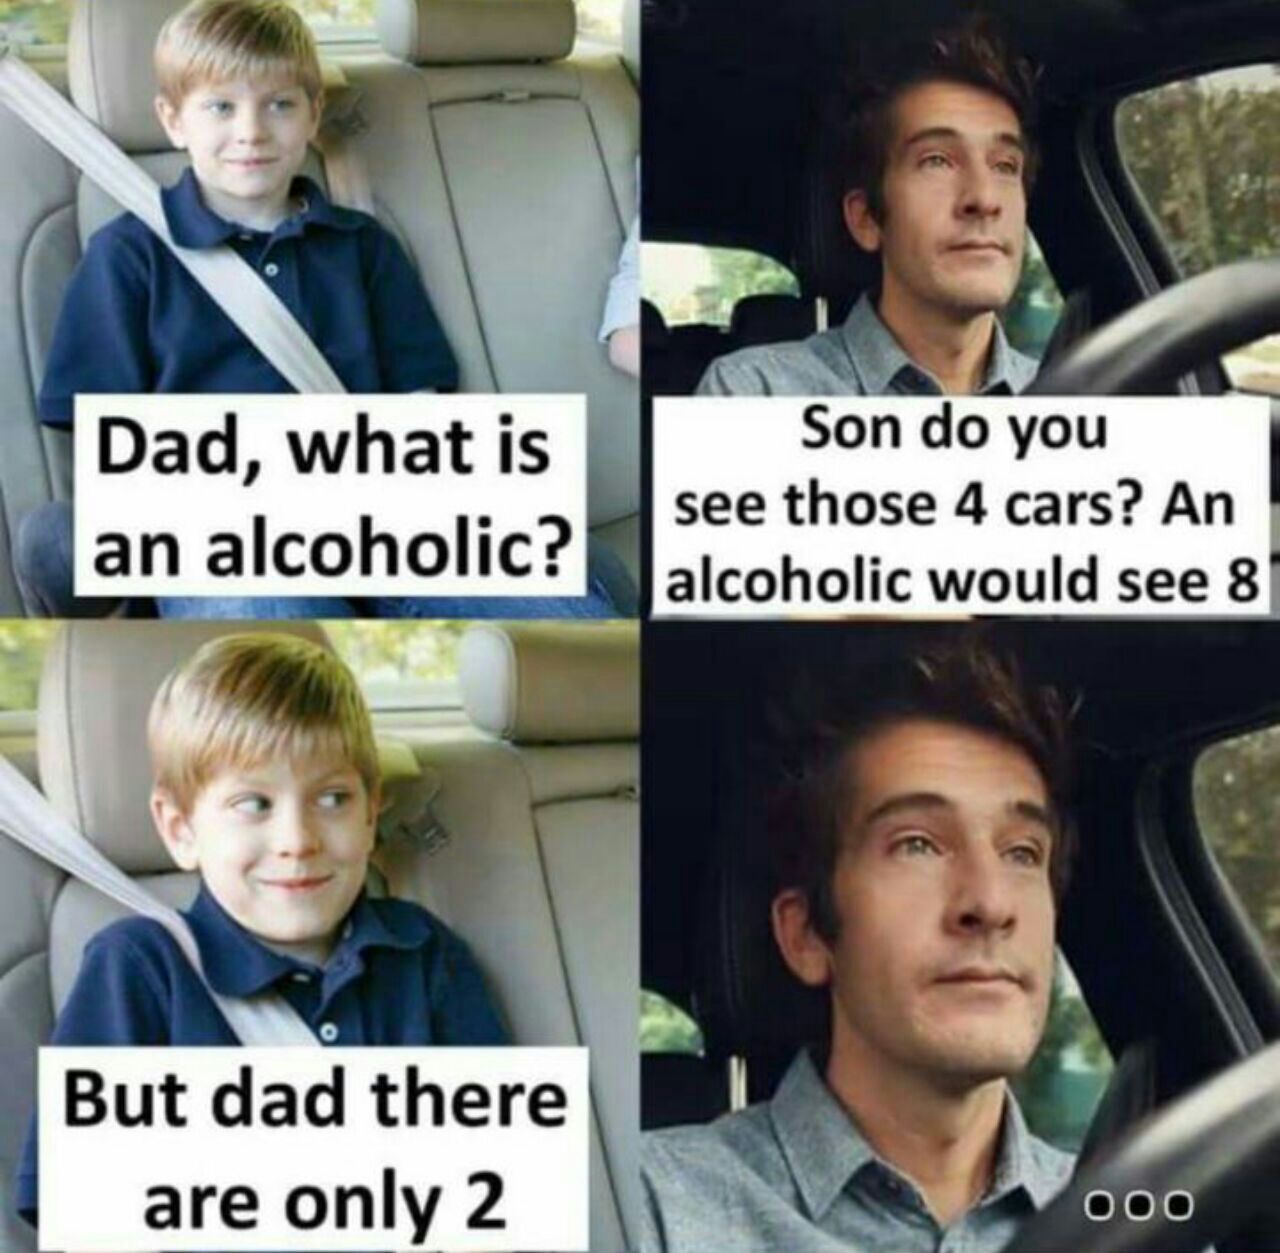 Dad, what is
an alcoholic?
Son do you
see those 4 cars? An
alcoholic would see 8
But dad there
are only 2
ooo